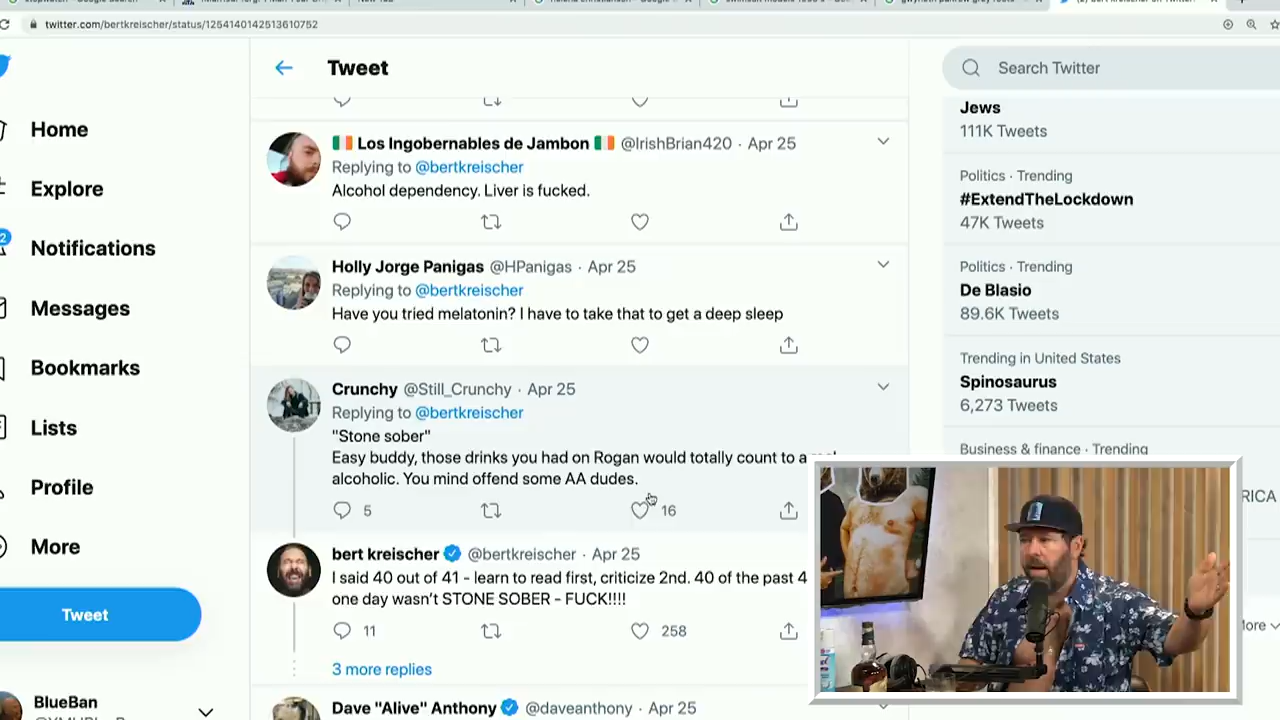 twitter.com/bertkreischer/status/1254140142513610752
Tweet
Search Twitter
Home
Explore
2
Notifications
Messages
Bookmarks
Lists
Profile
More
Tweet
BlueBan
Los Ingobernables de Jambon @IrishBrian420 · Apr 25
Replying to @bertkreischer
Alcohol dependency. Liver is fucked.
Holly Jorge Panigas @HPanigas · Apr 25
Replying to @bertkreischer
Have you tried melatonin? I have to take that to get a deep sleep
Crunchy @Still_Crunchy · Apr 25
Replying to @bertkreischer
"Stone sober"
Easy buddy, those drinks you had on Rogan would totally count to a
alcoholic. You mind offend some AA dudes.
5 16
bert kreischer @bertkreischer · Apr 25
I said 40 out of 41 - learn to read first, criticize 2nd. 40 of the past 4
one day wasn't STONE SOBER - FUCK!!!!
11 258
3 more replies
Dave "Alive" Anthony @daveanthony · Apr 25
Jews
111K Tweets
Politics · Trending
#ExtendTheLockdown
47K Tweets
Politics · Trending
De Blasio
89.6K Tweets
Trending in United States
Spinosaurus
6,273 Tweets
Business & finance · Trending
RICA